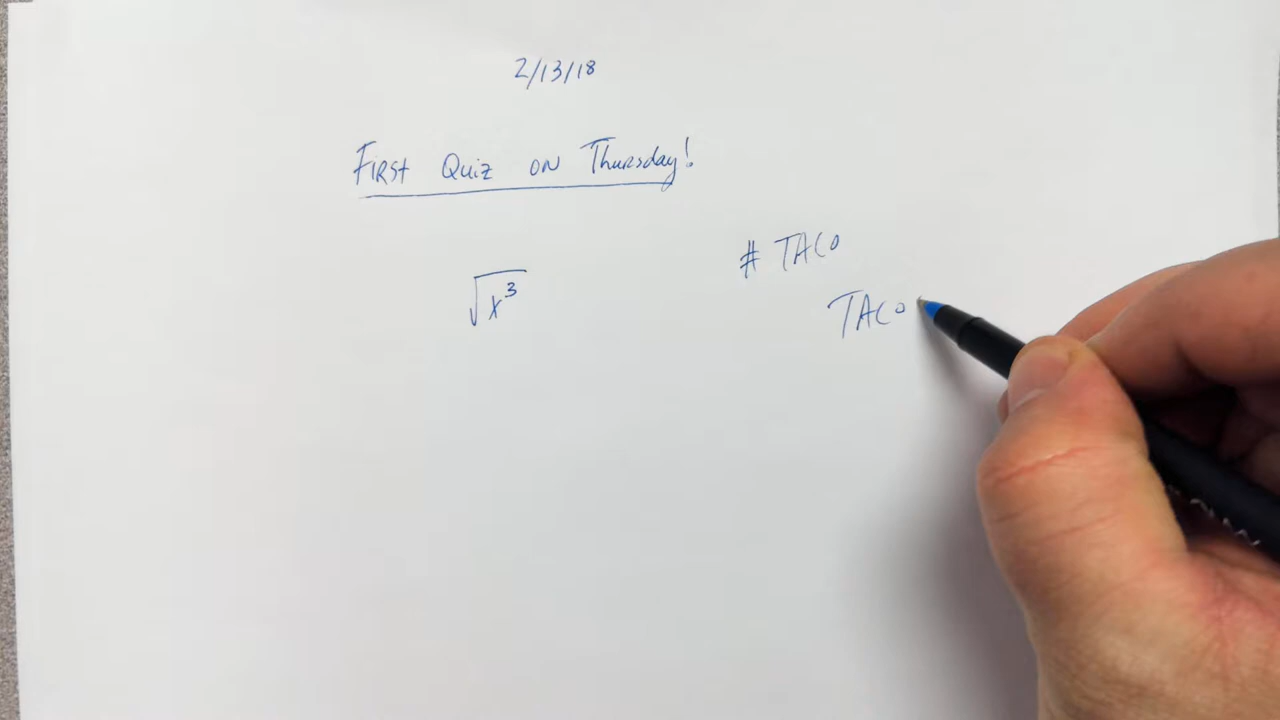 2/13/18
First Quiz on Thursday!
√x³
# TACO
TACO